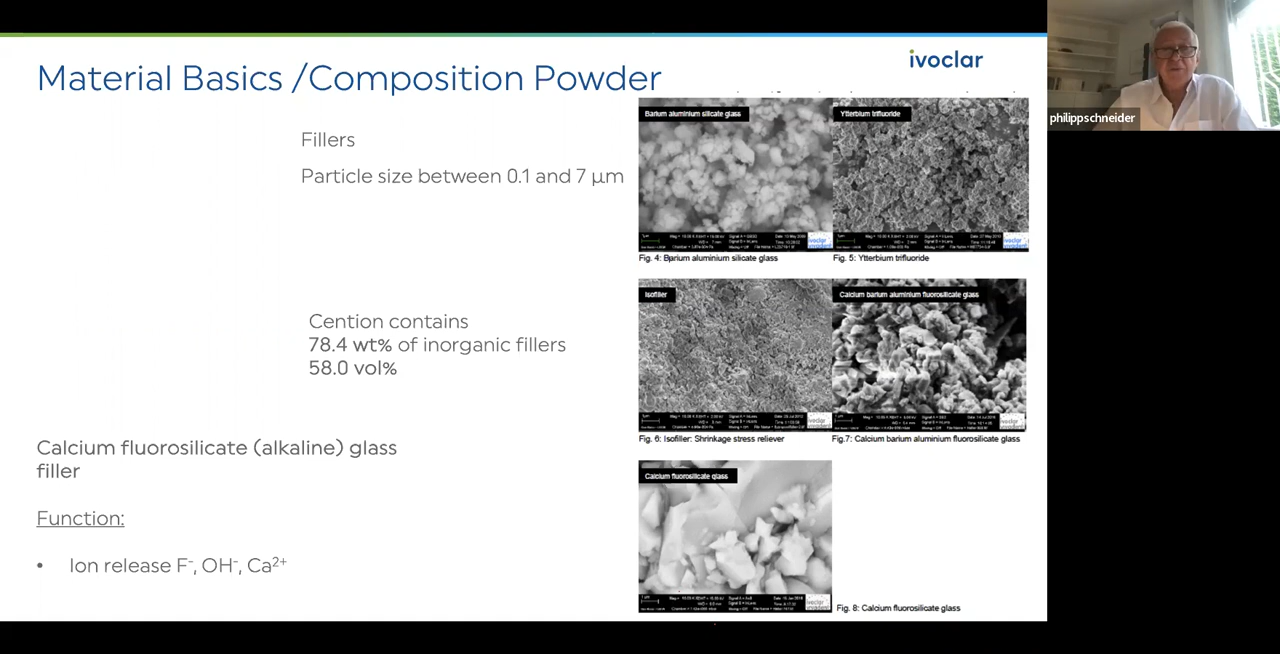 Material Basics /Composition Powder
ivoclar
philippschneider
Fillers
Particle size between 0.1 and 7 µm
Barium aluminium silicate glass
Ytterbium trifluoride
Fig. 4: Barium aluminium silicate glass
Fig. 5: Ytterbium trifluoride
Isofiller
Calcium barium aluminium fluorosilicate glass
Cention contains
78.4 wt% of inorganic fillers
58.0 vol%
Fig. 6: Isofiller: Shrinkage stress reliever
Fig.7: Calcium barium aluminium fluorosilicate glass
Calcium fluorosilicate (alkaline) glass
filler
Calcium fluorosilicate glass
Function:
• Ion release F⁻, OH⁻, Ca²⁺
Fig. 8: Calcium fluorosilicate glass